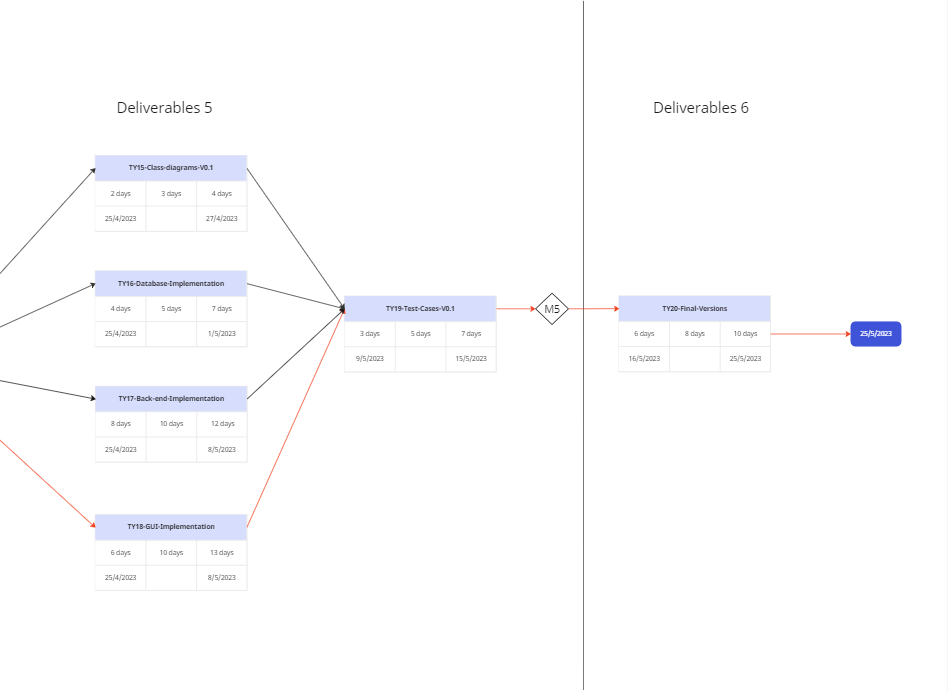 Deliverables 5
Deliverables 6
TY15-Class-diagrams-V0.1
2 days 3 days 4 days
25/4/2023 27/4/2023
TY16-Database-Implementation
4 days 5 days 7 days
25/4/2023 1/5/2023
TY17-Back-end-Implementation
8 days 10 days 12 days
25/4/2023 8/5/2023
TY18-GUI-Implementation
6 days 10 days 13 days
25/4/2023 8/5/2023
TY19-Test-Cases-V0.1
3 days 5 days 7 days
9/5/2023 15/5/2023
M5
TY20-Final-Versions
6 days 8 days 10 days
16/5/2023 25/5/2023
25/5/2023